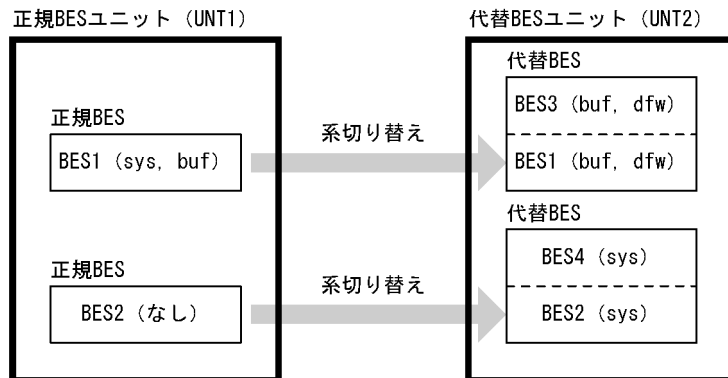 正規BESユニット（UNT1）
代替BESユニット（UNT2）
代替BES
BES3（buf, dfw）
正規BES
系切り替え
BES1（sys, buf）
BES1（buf, dfw）
代替BES
BES4（sys）
正規BES
系切り替え
BES2（なし）
BES2（sys）